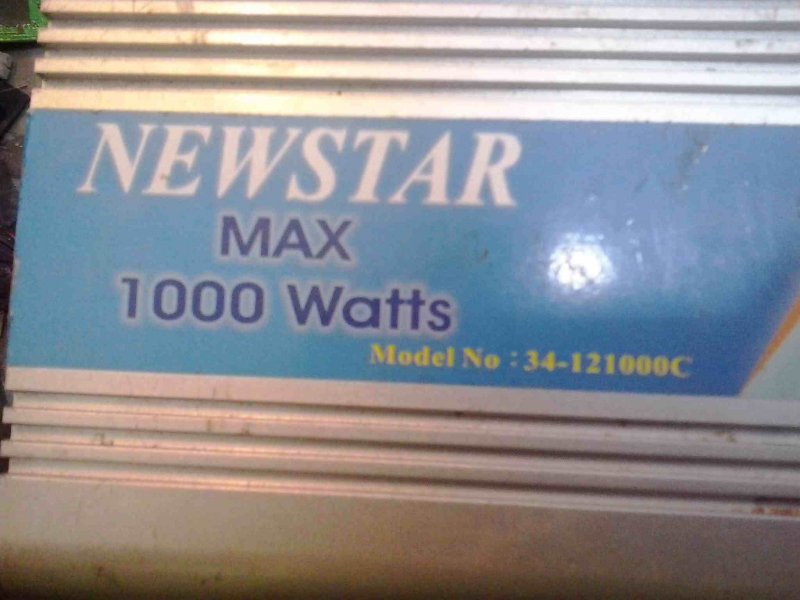 NEWSTAR
MAX
1000 Watts
Model No : 34-121000C